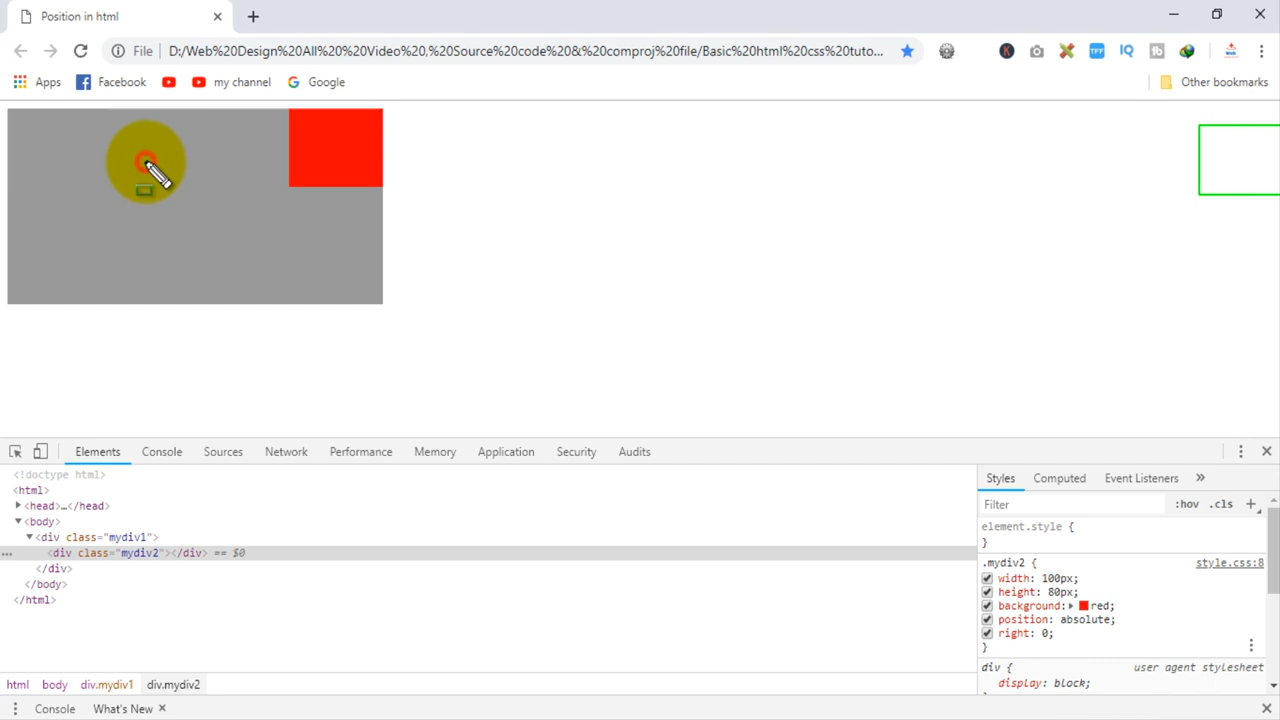 Position in html
File D:/Web%20Design%20All%20%20Video%20,%20Source%20code%20&%20comproj%20file/Basic%20html%20css%20tuto...
K TFF IQ tb
Apps Facebook my channel Google Other bookmarks
Elements Console Sources Network Performance Memory Application Security Audits
<!doctype html>
<html>
<head>…</head>
<body>
<div class="mydiv1">
... <div class="mydiv2"></div> == $0
</div>
</body>
</html>
Styles Computed Event Listeners »
Filter :hov .cls +
element.style {
}
.mydiv2 { style.css:8
width: 100px;
height: 80px;
background: red;
position: absolute;
right: 0;
}
div { user agent stylesheet
display: block;
html body div.mydiv1 div.mydiv2
Console What's New